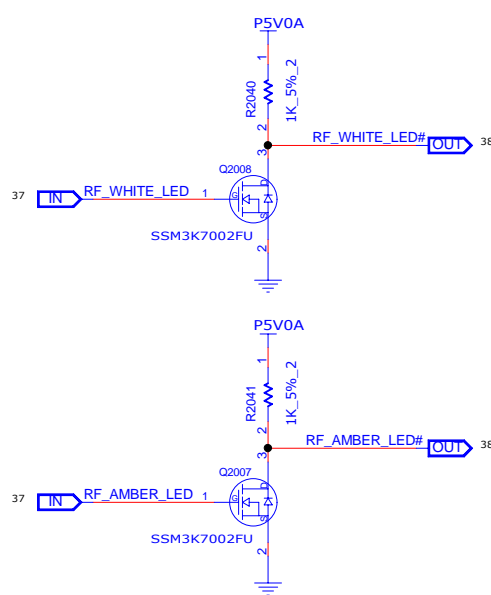 P5V0A
1
R2040
1K_5%_2
2
RF_WHITE_LED# OUT 38
3
Q2008
D
37 IN RF_WHITE_LED 1 G
S
SSM3K7002FU
2
P5V0A
1
R2041
1K_5%_2
2
RF_AMBER_LED# OUT 38
3
Q2007
D
37 IN RF_AMBER_LED 1 G
S
SSM3K7002FU
2